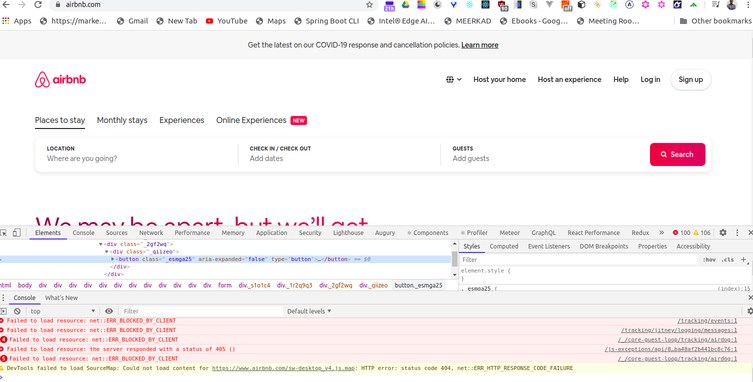 airbnb.com
Apps https://marke... Gmail New Tab YouTube Maps Spring Boot CLI Intel® Edge AI... MEERKAD Ebooks - Goog... Meeting Roo... Other bookmarks
Get the latest on our COVID-19 response and cancellation policies. Learn more
airbnb Host your home Host an experience Help Log in Sign up
Places to stay Monthly stays Experiences Online Experiences NEW
LOCATION CHECK IN / CHECK OUT GUESTS
Where are you going? Add dates Add guests Search
We may be apart, but we'll get
Elements Console Sources Network Performance Memory Application Security Lighthouse Augury Components Profiler Meteor GraphQL React Performance Redux » 100 106
<div class="_2gf2wq">
<div class="_qiizeo">
<button class="_esmga25" aria-expanded="false" type="button">…</button> == $0
</div>
</div>
Styles Computed Event Listeners DOM Breakpoints Properties Accessibility
Filter :hov .cls +
element.style {
}
._esmga25 { (index):15
html body div div div div div div div div div div div div form div._s1o1c4 div._1r2q9q3 div._2gf2wq div._qiizeo button._esmga25
Console What's New
top Filter Default levels
Failed to load resource: net::ERR_BLOCKED_BY_CLIENT /tracking/events:1
Failed to load resource: net::ERR_BLOCKED_BY_CLIENT /tracking/jitney/logging/messages:1
4 Failed to load resource: net::ERR_BLOCKED_BY_CLIENT /_/core-guest-loop/tracking/airdog:1
Failed to load resource: the server responded with a status of 405 ()
5 Failed to load resource: net::ERR_BLOCKED_BY_CLIENT /_/core-guest-loop/tracking/airdog:1
DevTools failed to load SourceMap: Could not load content for https://www.airbnb.com/sw-desktop_v4.js.map: HTTP error: status code 404, net::ERR_HTTP_RESPONSE_CODE_FAILURE